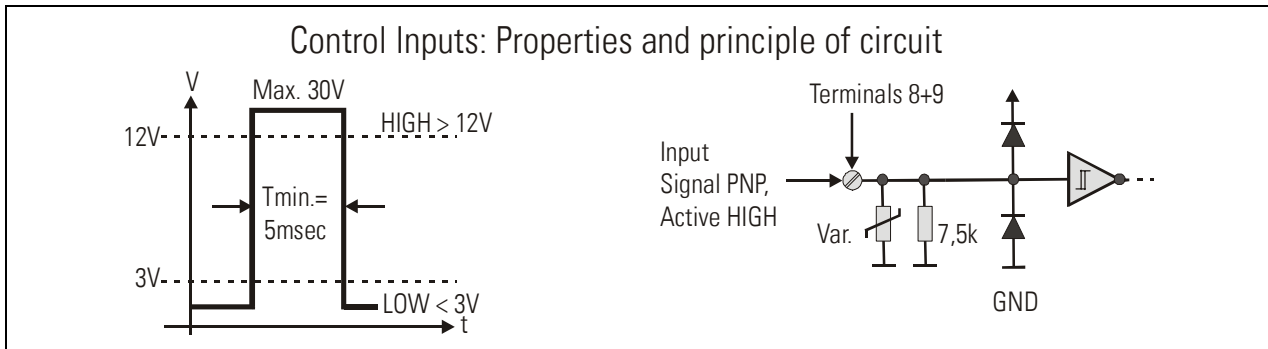 Control Inputs: Properties and principle of circuit
V
Max. 30V
12V
HIGH > 12V
Tmin.=
5msec
3V
LOW < 3V
t
Terminals 8+9
Input
Signal PNP,
Active HIGH
Var.
7,5k
GND